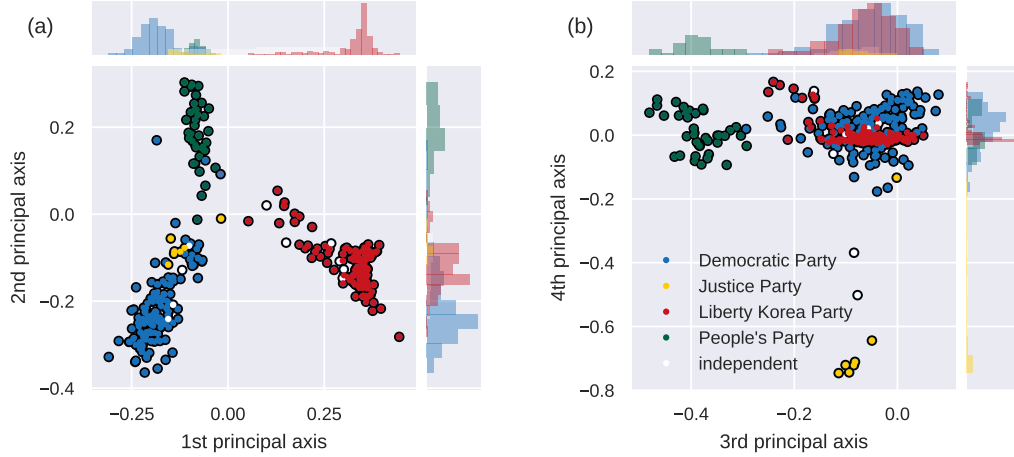 (a)
0.2
0.0
−0.2
−0.4
2nd principal axis
−0.25
0.00
0.25
1st principal axis
(b)
0.2
0.0
−0.2
−0.4
−0.6
−0.8
4th principal axis
Democratic Party
Justice Party
Liberty Korea Party
People's Party
independent
−0.4
−0.2
0.0
3rd principal axis